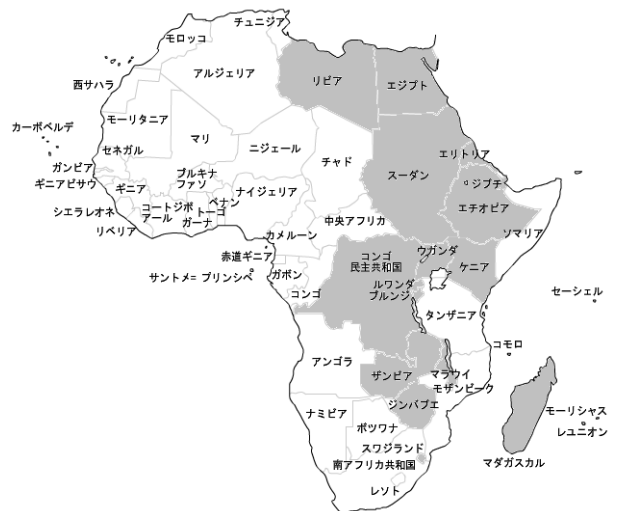 チュニジア
モロッコ
アルジェリア
リビア
エジプト
西サハラ
モーリタニア
マリ
ニジェール
チャド
スーダン
エリトリア
カーボベルデ
セネガル
ガンビア
ギニアビサウ
ギニア
ブルキナ
ファソ
ナイジェリア
ベナン
ジブチ
エチオピア
シエラレオネ
コートジボ
アール
トーゴ
ガーナ
リベリア
カメルーン
中央アフリカ
ソマリア
赤道ギニア
サントメ= プリンシペ
ガボン
コンゴ
コンゴ
民主共和国
ウガンダ
ケニア
ルワンダ
ブルンジ
タンザニア
セーシェル
コモロ
アンゴラ
ザンビア
マラウイ
モザンビーク
ジンバブエ
ナミビア
ボツワナ
スワジランド
南アフリカ共和国
レソト
マダガスカル
モーリシャス
レユニオン